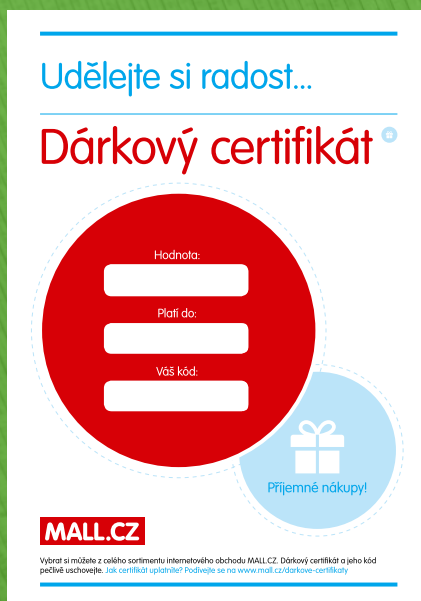 Udělejte si radost...
Dárkový certifikát
Hodnota:
Platí do:
Váš kód:
Příjemné nákupy!
MALL.CZ
Vybrat si můžete z celého sortimentu internetového obchodu MALL.CZ. Dárkový certifikát a jeho kód
pečlivě uschovejte. Jak certifikát uplatníte? Podívejte se na www.mall.cz/darkove-certifikaty